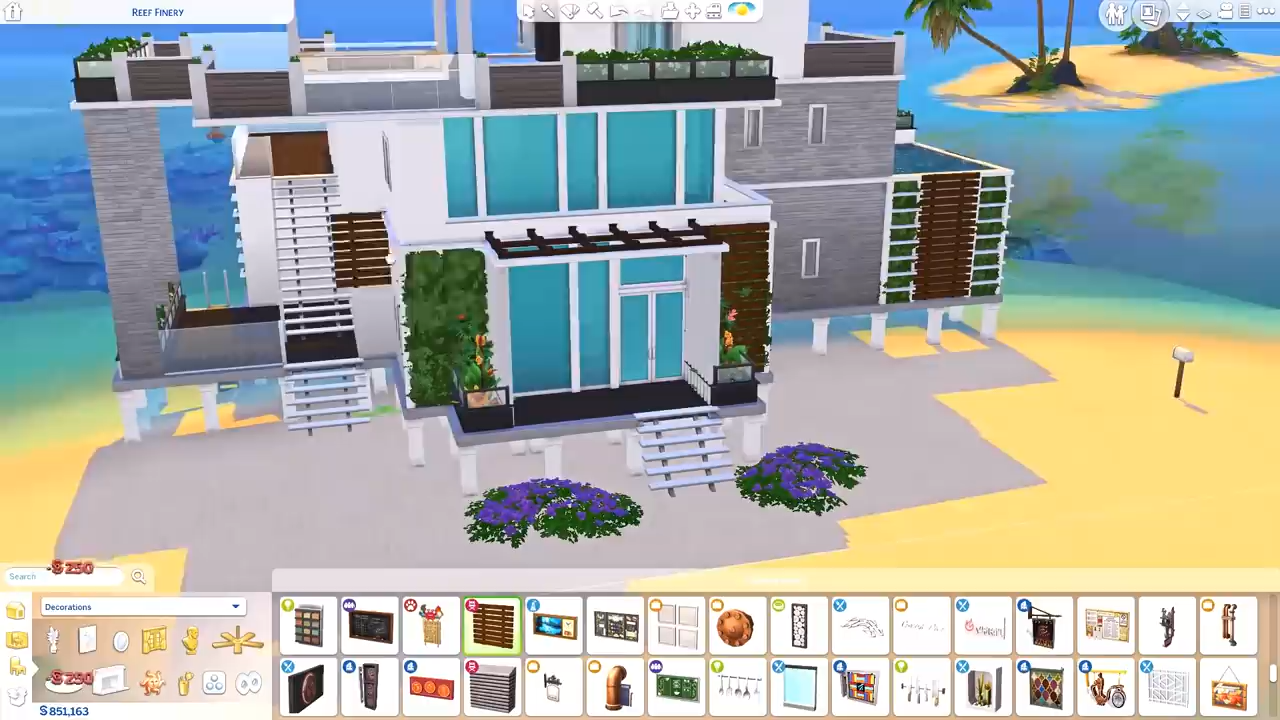 REEF FINERY
-§250
Search
Decorations
-§250
§851,163